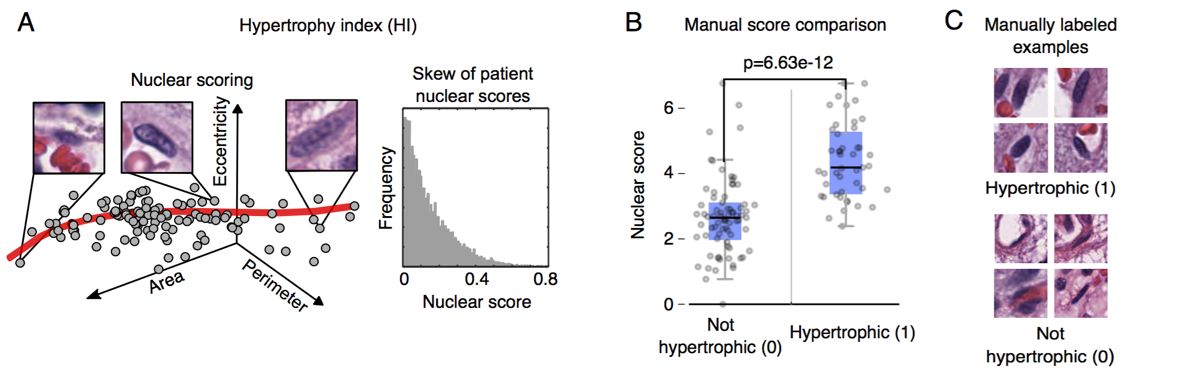 A
Hypertrophy index (HI)
Nuclear scoring
Eccentricity
Area
Perimeter
Skew of patient
nuclear scores
Frequency
0
0.4
0.8
Nuclear score
B
Manual score comparison
p=6.63e-12
Nuclear score
6
4
2
0
Not
hypertrophic (0)
Hypertrophic (1)
C
Manually labeled
examples
Hypertrophic (1)
Not
hypertrophic (0)